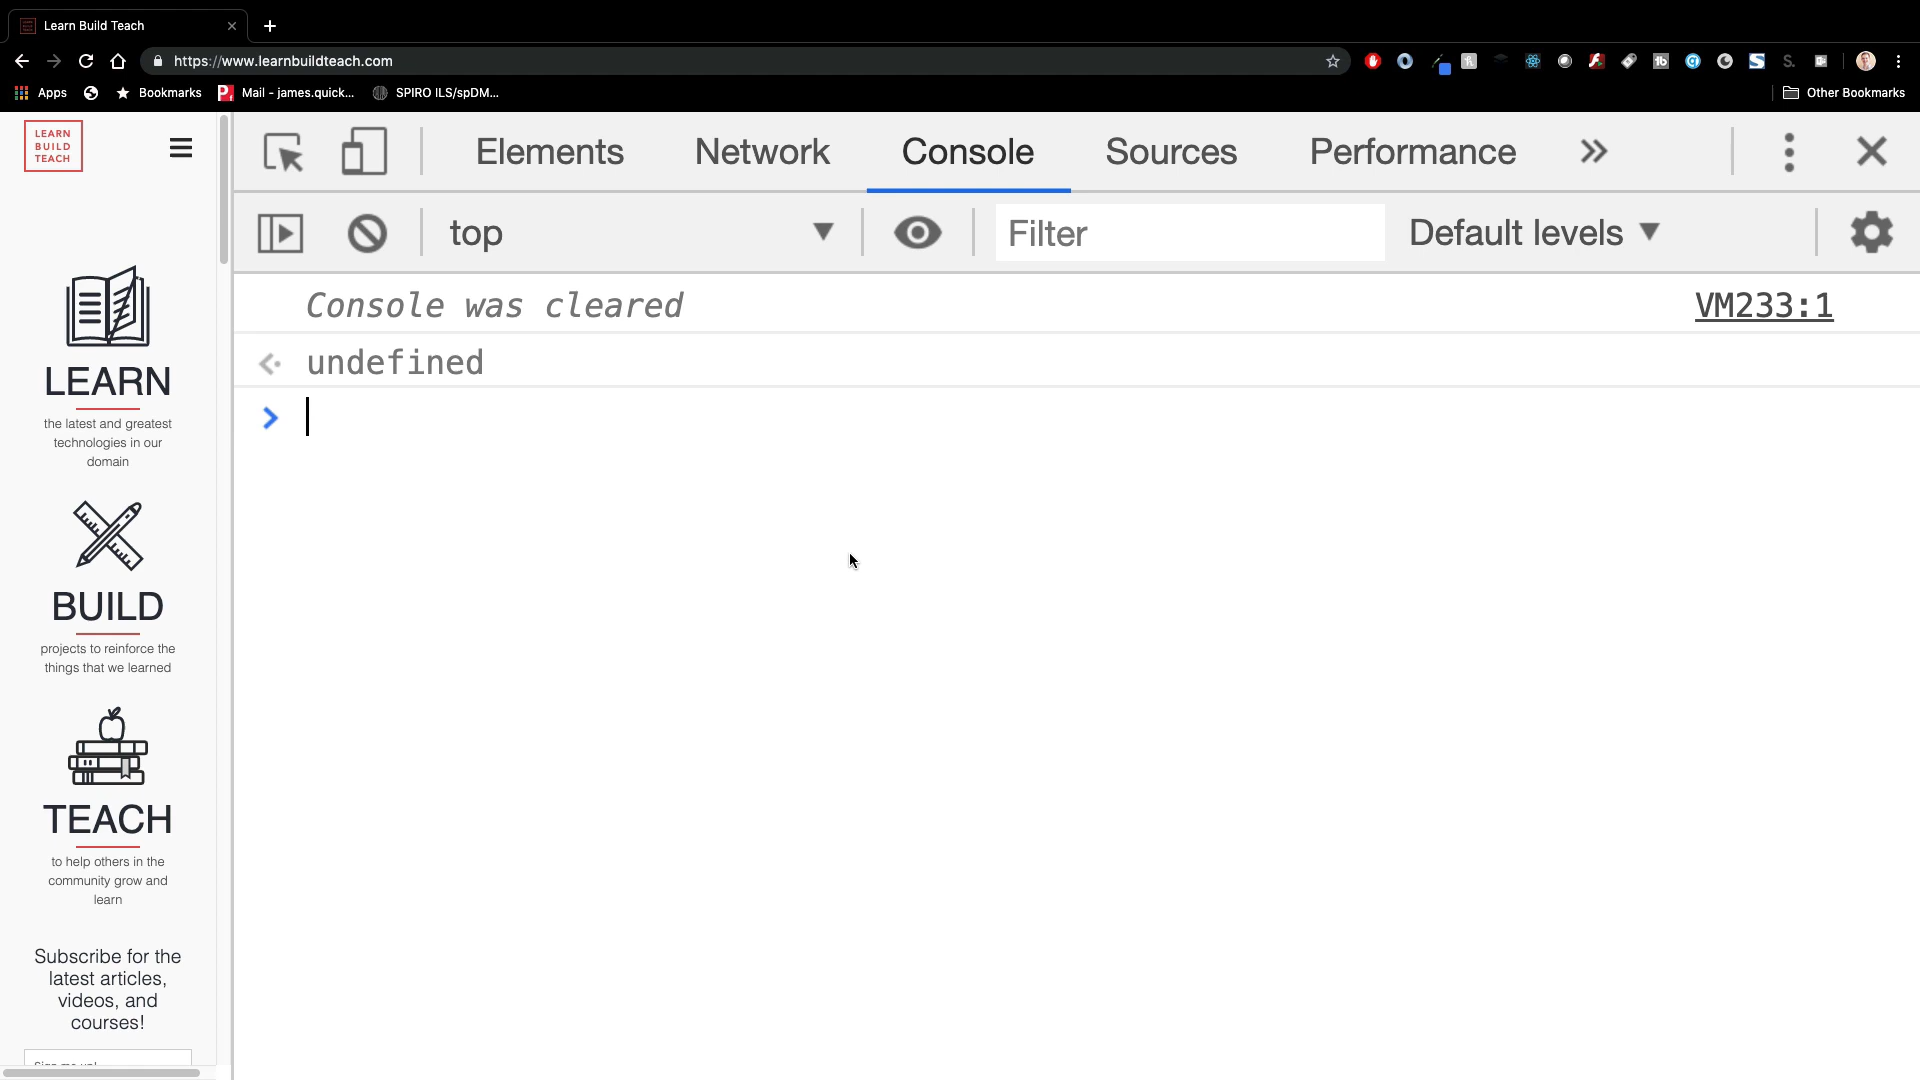 Learn Build Teach
https://www.learnbuildteach.com
Apps
Bookmarks
Mail - james.quick...
SPIRO ILS/spDM...
Other Bookmarks
LEARN
BUILD
TEACH
Elements
Network
Console
Sources
Performance
top
Filter
Default levels
Console was cleared
VM233:1
undefined
LEARN
the latest and greatest
technologies in our
domain
BUILD
projects to reinforce the
things that we learned
TEACH
to help others in the
community grow and
learn
Subscribe for the
latest articles,
videos, and
courses!